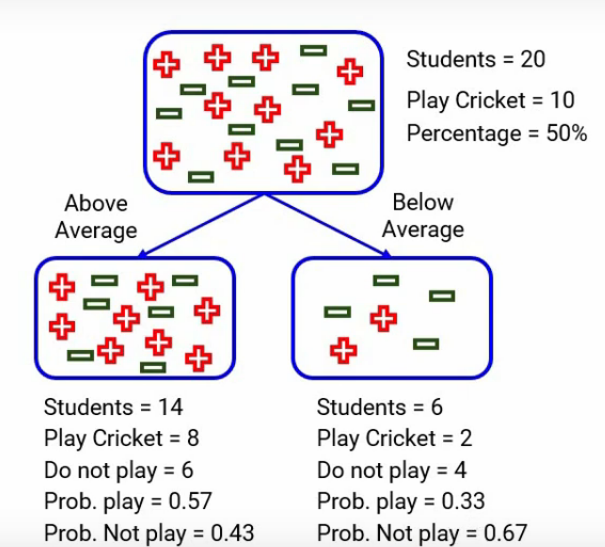 Students = 20
Play Cricket = 10
Percentage = 50%
Above
Average
Below
Average
Students = 14
Play Cricket = 8
Do not play = 6
Prob. play = 0.57
Prob. Not play = 0.43
Students = 6
Play Cricket = 2
Do not play = 4
Prob. play = 0.33
Prob. Not play = 0.67